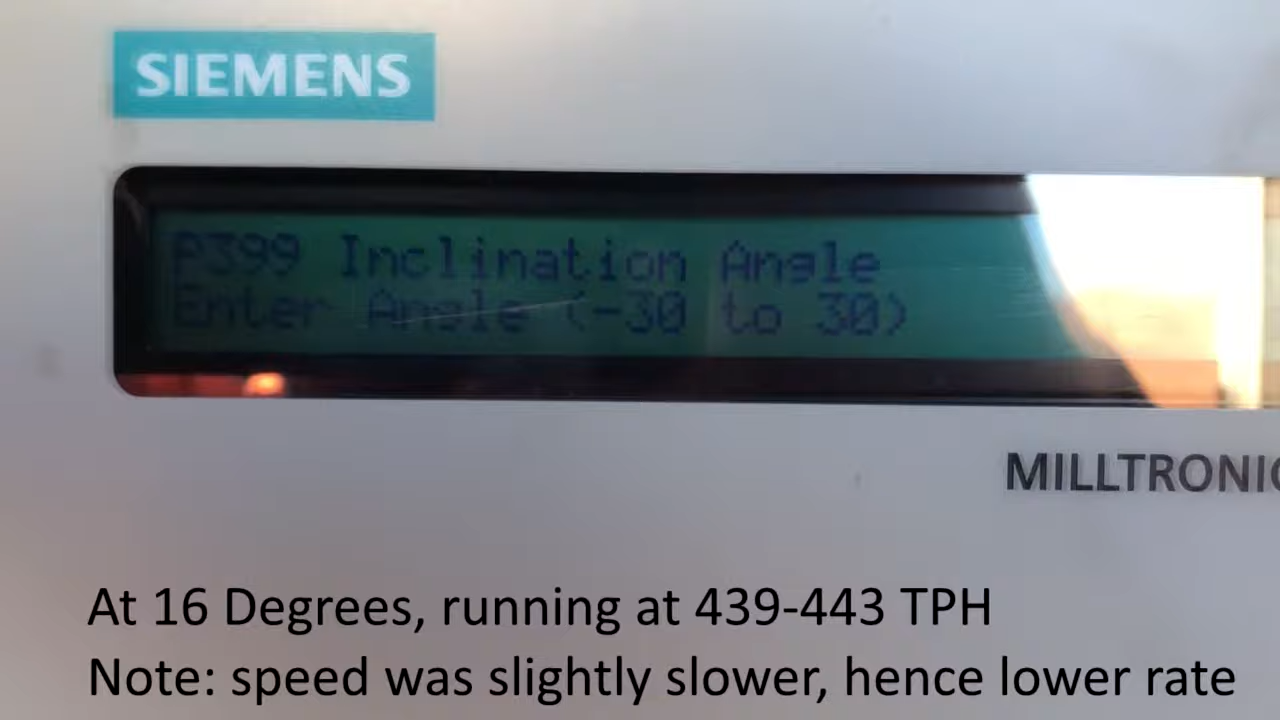 SIEMENS
P399 Inclination Angle
Enter Angle (-30 to 30)
MILLTRONIC
At 16 Degrees, running at 439-443 TPH
Note: speed was slightly slower, hence lower rate